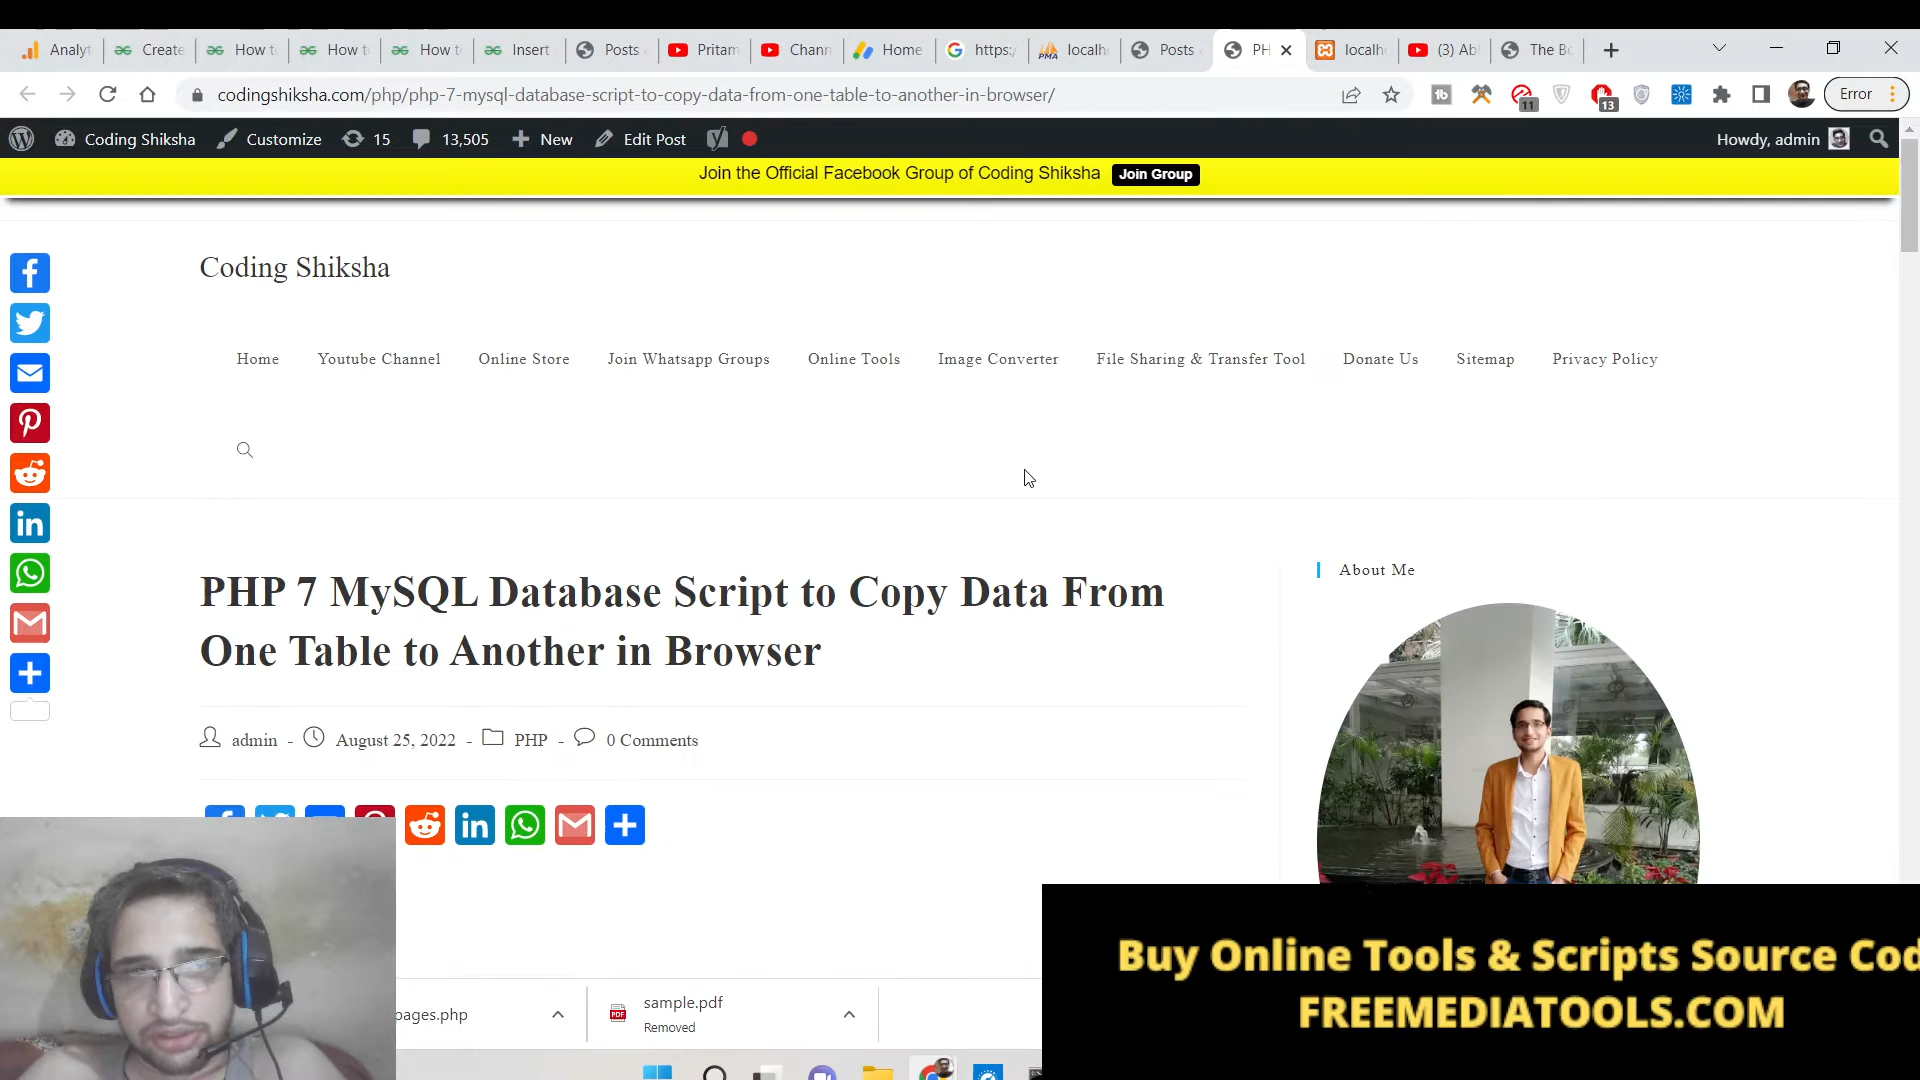 Analyt
Create
How to
How to
How to
Insert
Posts
Pritam
Chann
Home
https:/
localh
Posts
PH
localh
(3) Ab
The Bo
codingshiksha.com/php/php-7-mysql-database-script-to-copy-data-from-one-table-to-another-in-browser/
11
13
Error
Coding Shiksha
Customize
15
13,505
New
Edit Post
Howdy, admin
Join the Official Facebook Group of Coding Shiksha Join Group
Coding Shiksha
Home Youtube Channel Online Store Join Whatsapp Groups Online Tools Image Converter File Sharing & Transfer Tool Donate Us Sitemap Privacy Policy
PHP 7 MySQL Database Script to Copy Data From
One Table to Another in Browser
admin - August 25, 2022 - PHP - 0 Comments
About Me
pages.php
sample.pdf
Removed
Buy Online Tools & Scripts Source Cod
FREEMEDIATOOLS.COM